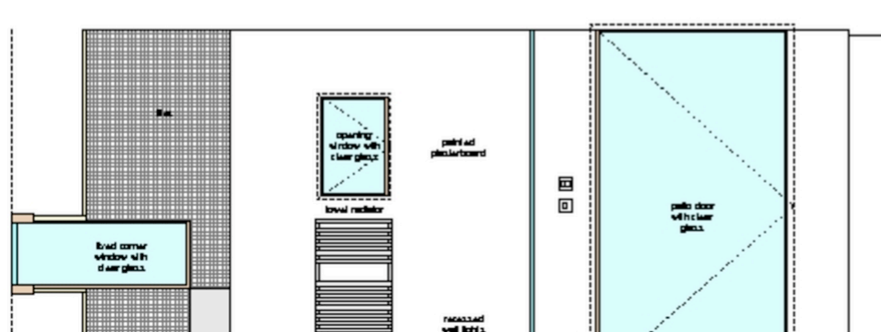 tiles
opening
window with
clear glass
painted
plasterboard
towel radiator
patio door
with clear
glass
fixed corner
window with
clear glass
recessed
wall lights